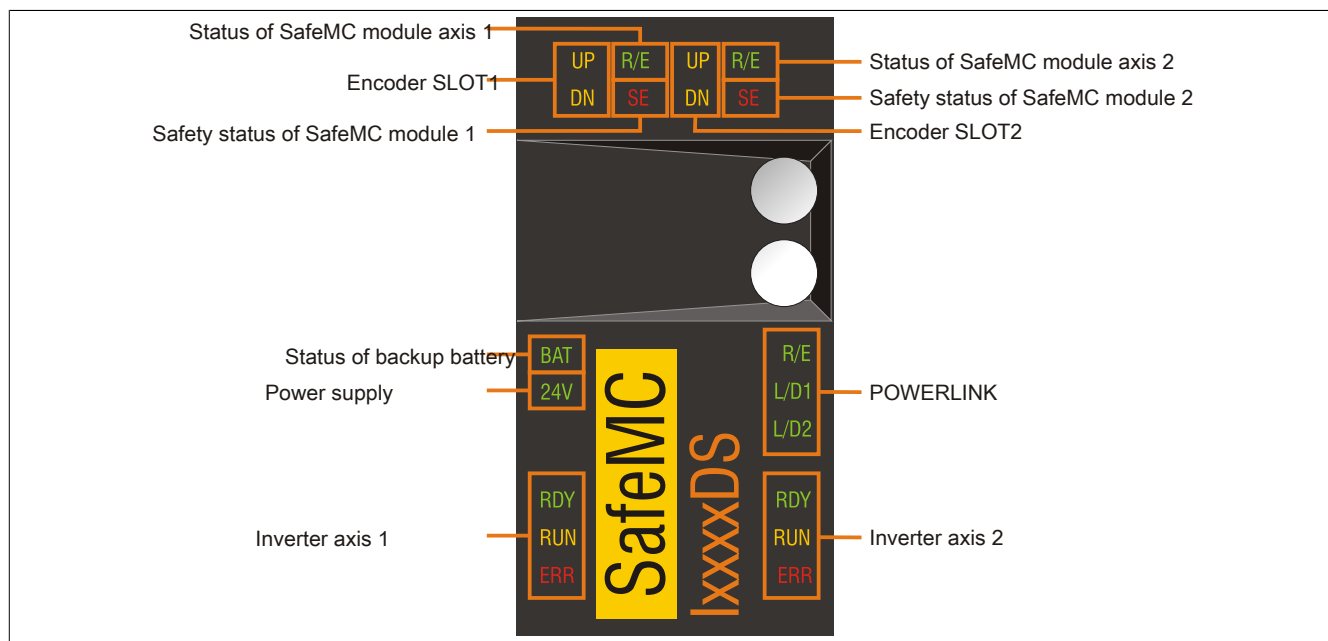 Status of SafeMC module axis 1
UP R/E UP R/E
Status of SafeMC module axis 2
Encoder SLOT1
DN SE DN SE
Safety status of SafeMC module 2
Safety status of SafeMC module 1
Encoder SLOT2
Status of backup battery
BAT
R/E
Power supply
24V
L/D1
POWERLINK
L/D2
SafeMC
IxxxxDS
RDY
RDY
Inverter axis 1
RUN
RUN
Inverter axis 2
ERR
ERR